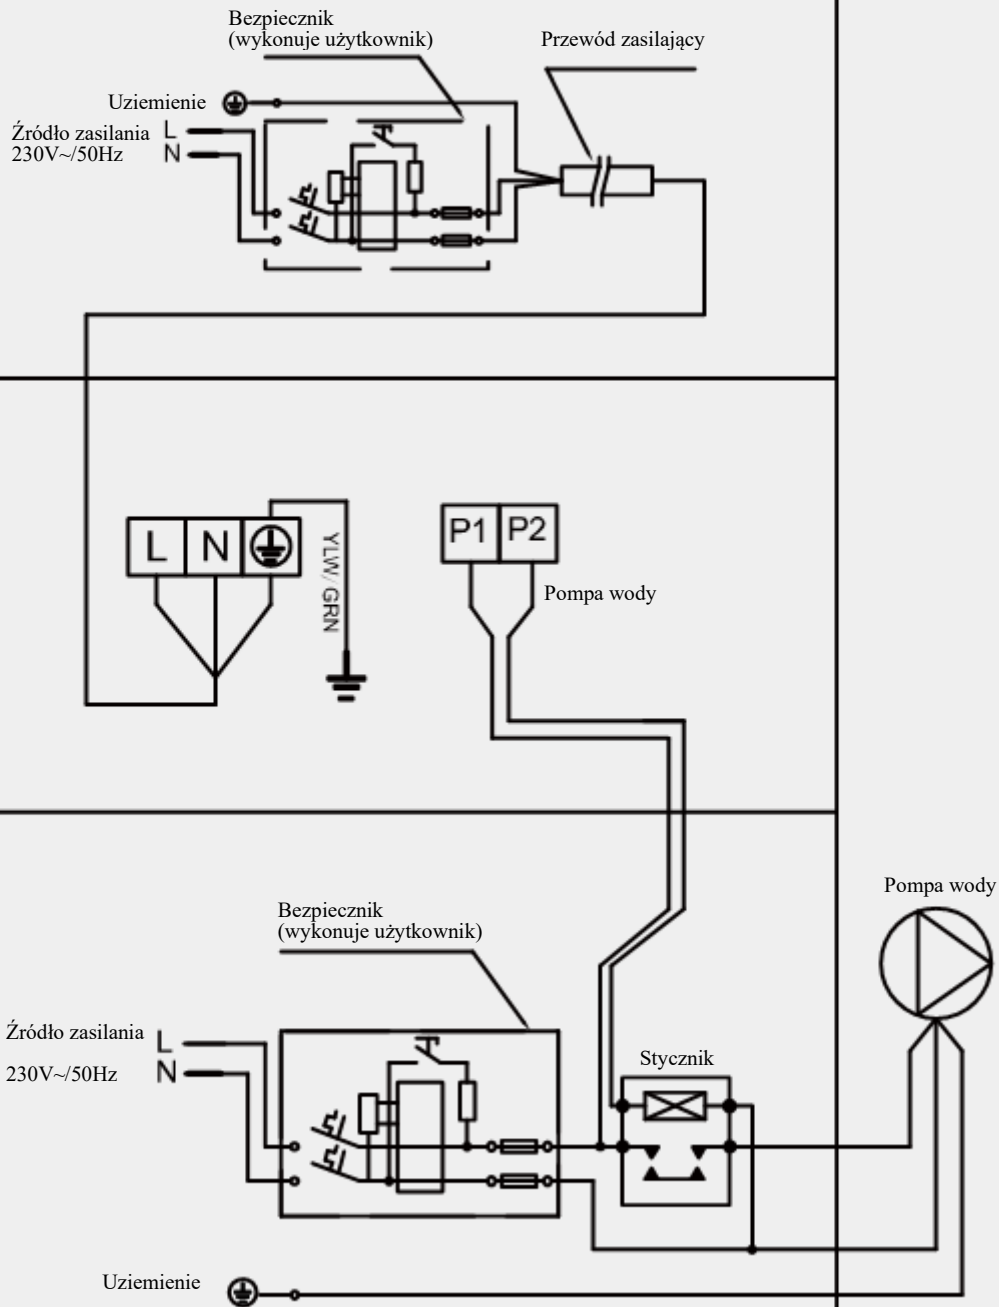 Bezpiecznik
(wykonuje użytkownik)
Przewód zasilający
Uziemienie
Źródło zasilania L
230V~/50Hz N
L N
YLW/GRN
P1 P2
Pompa wody
Pompa wody
Bezpiecznik
(wykonuje użytkownik)
Źródło zasilania L
230V~/50Hz N
Stycznik
Uziemienie